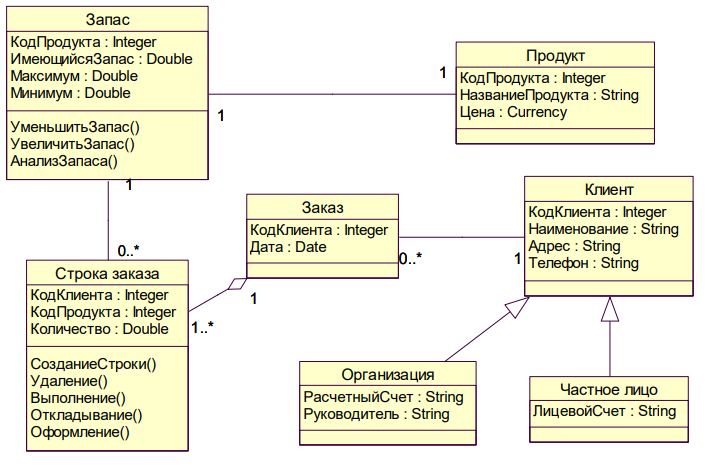 Запас
КодПродукта : Integer
ИмеющийсяЗапас : Double
Максимум : Double
Минимум : Double
УменьшитьЗапас()
УвеличитьЗапас()
АнализЗапаса()
1
1
Продукт
КодПродукта : Integer
НазваниеПродукта : String
Цена : Currency
1
0..*
Заказ
КодКлиента : Integer
Дата : Date
0..*
1
Клиент
КодКлиента : Integer
Наименование : String
Адрес : String
Телефон : String
Строка заказа
КодКлиента : Integer
КодПродукта : Integer
Количество : Double
СозданиеСтроки()
Удаление()
Выполнение()
Откладывание()
Оформление()
1..*
1
Организация
РасчетныйСчет : String
Руководитель : String
Частное лицо
ЛицевойСчет : String